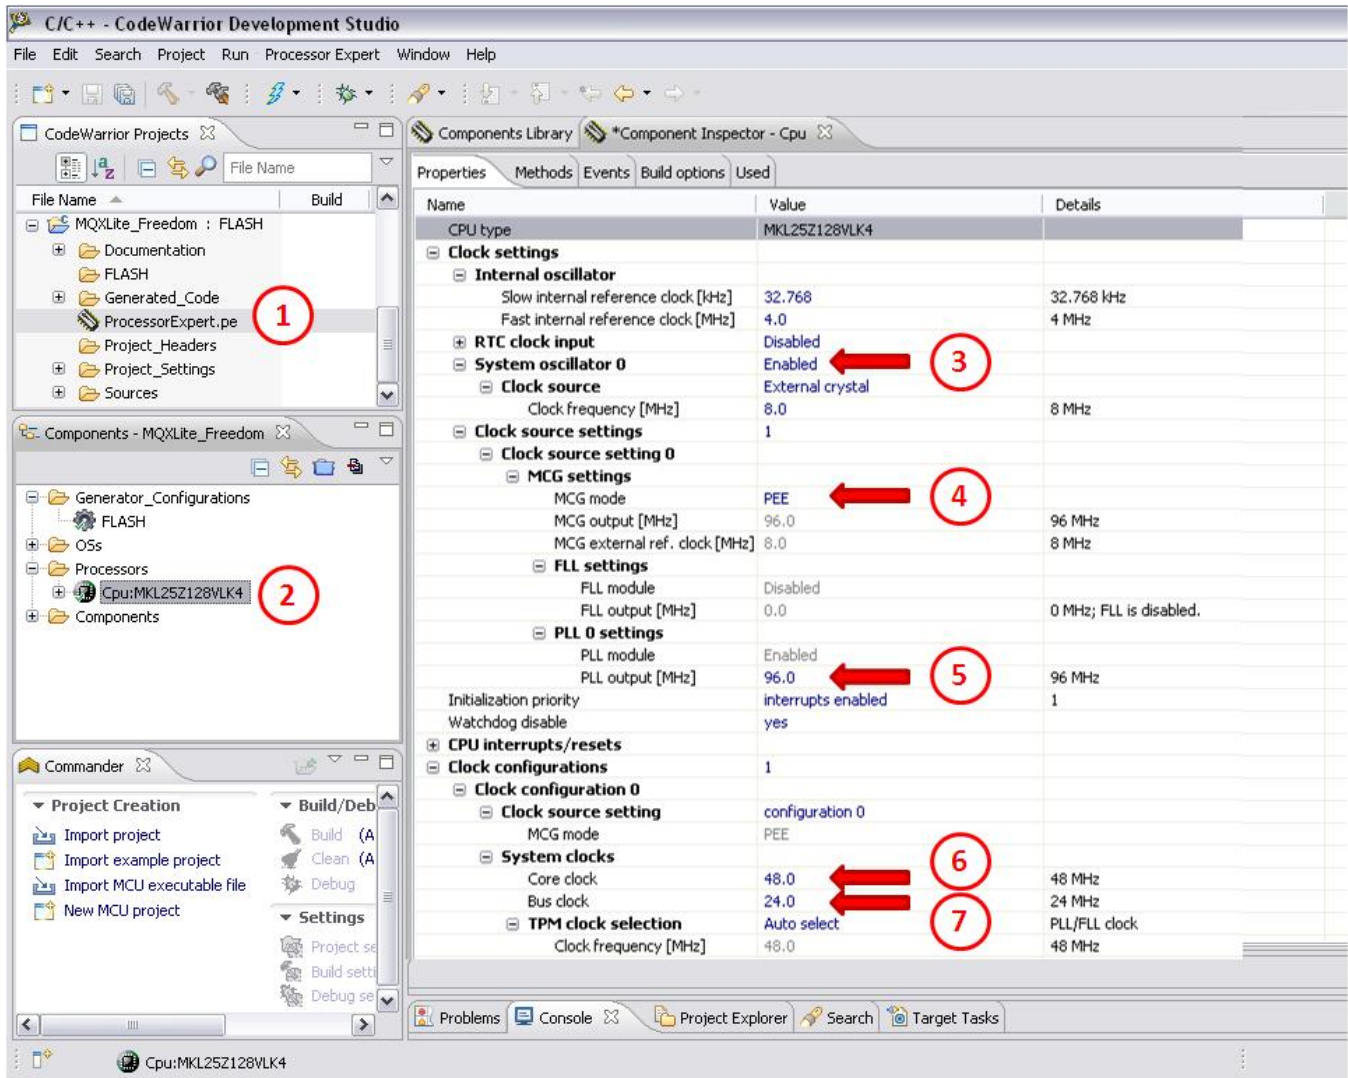 C/C++ - CodeWarrior Development Studio
File Edit Search Project Run Processor Expert Window Help
CodeWarrior Projects
File Name
File Name Build
MQXLite_Freedom : FLASH
Documentation
FLASH
Generated_Code
ProcessorExpert.pe
Project_Headers
Project_Settings
Sources
1
Components - MQXLite_Freedom
Generator_Configurations
FLASH
OSs
Processors
Cpu:MKL25Z128VLK4
Components
2
Commander
Project Creation
Import project
Import example project
Import MCU executable file
New MCU project
Build/Deb
Build (A
Clean (A
Debug
Settings
Project se
Build setti
Debug se
Components Library *Component Inspector - Cpu
Properties Methods Events Build options Used
Name Value Details
CPU type MKL25Z128VLK4
Clock settings
Internal oscillator
Slow internal reference clock [kHz] 32.768 32.768 kHz
Fast internal reference clock [MHz] 4.0 4 MHz
RTC clock input Disabled
System oscillator 0 Enabled 3
Clock source External crystal
Clock frequency [MHz] 8.0 8 MHz
Clock source settings 1
Clock source setting 0
MCG settings
MCG mode PEE 4
MCG output [MHz] 96.0 96 MHz
MCG external ref. clock [MHz] 8.0 8 MHz
FLL settings
FLL module Disabled
FLL output [MHz] 0.0 0 MHz; FLL is disabled.
PLL 0 settings
PLL module Enabled
PLL output [MHz] 96.0 5 96 MHz
Initialization priority interrupts enabled 1
Watchdog disable yes
CPU interrupts/resets
Clock configurations 1
Clock configuration 0
Clock source setting configuration 0
MCG mode PEE
System clocks
Core clock 48.0 6 48 MHz
Bus clock 24.0 7 24 MHz
TPM clock selection Auto select PLL/FLL clock
Clock frequency [MHz] 48.0 48 MHz
Problems Console Project Explorer Search Target Tasks
Cpu:MKL25Z128VLK4